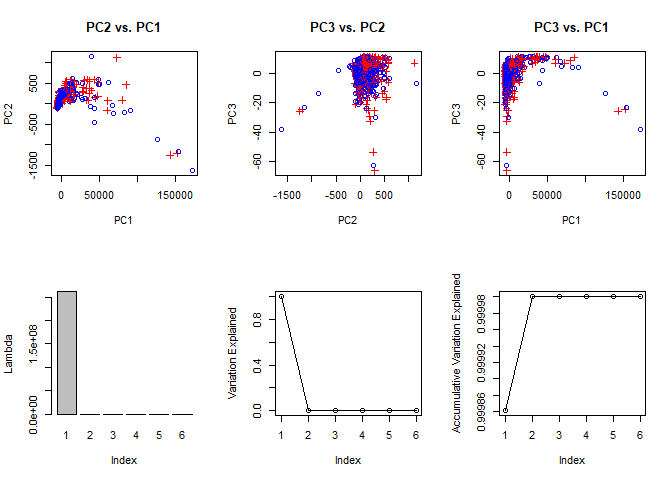 PC2 vs. PC1
PC3 vs. PC2
PC3 vs. PC1
PC2
-1500 -500 500
0 50000 150000
PC1
PC3
-60 -40 -20 0
-1500 -500 0 500
PC2
PC3
-60 -40 -20 0
0 50000 150000
PC1
Lambda
0.0e+00 1.5e+08
1 2 3 4 5 6
Index
Variation Explained
0.0 0.4 0.8
1 2 3 4 5 6
Index
Accumulative Variation Explained
0.99986 0.99992 0.99998
1 2 3 4 5 6
Index